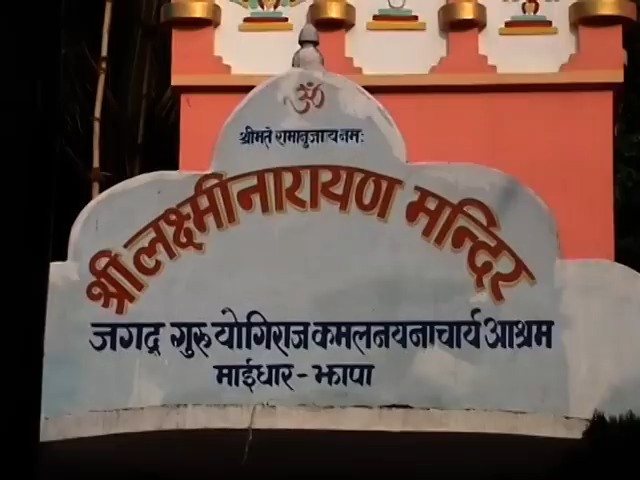 ॐ
श्रीमते रामानुजाय नमः
श्री लक्ष्मीनारायण मन्दिर
जगद् गुरु योगिराज कमलनयनाचार्य आश्रम
माईधार-झापा